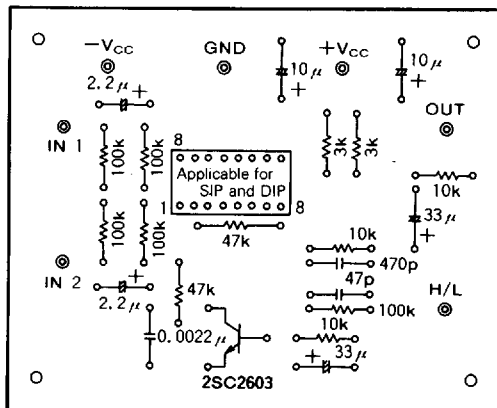 −VCC
GND
+VCC
10μ
10μ
2.2μ
+
+
+
OUT
IN 1
100k
100k
8
Applicable for
SIP and DIP
1
8
3k
3k
10k
47k
33μ
+
100k
100k
10k
470p
47p
IN 2
2.2μ
+
47k
100k
H/L
0.0022μ
10k
33μ
+
2SC2603